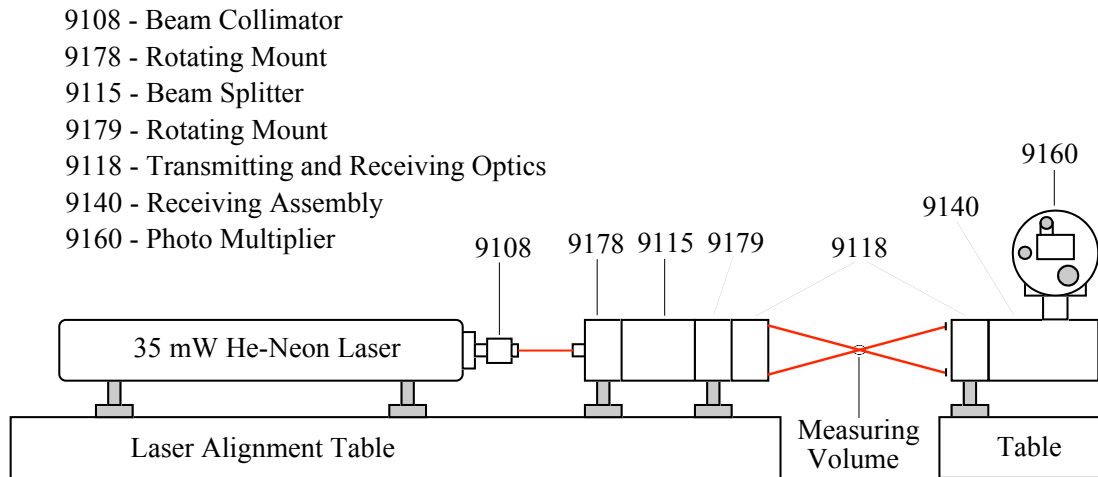 9108 - Beam Collimator
9178 - Rotating Mount
9115 - Beam Splitter
9179 - Rotating Mount
9118 - Transmitting and Receiving Optics
9140 - Receiving Assembly
9160 - Photo Multiplier
9160
9140
9108
9178
9115
9179
9118
35 mW He-Neon Laser
Laser Alignment Table
Measuring
Volume
Table